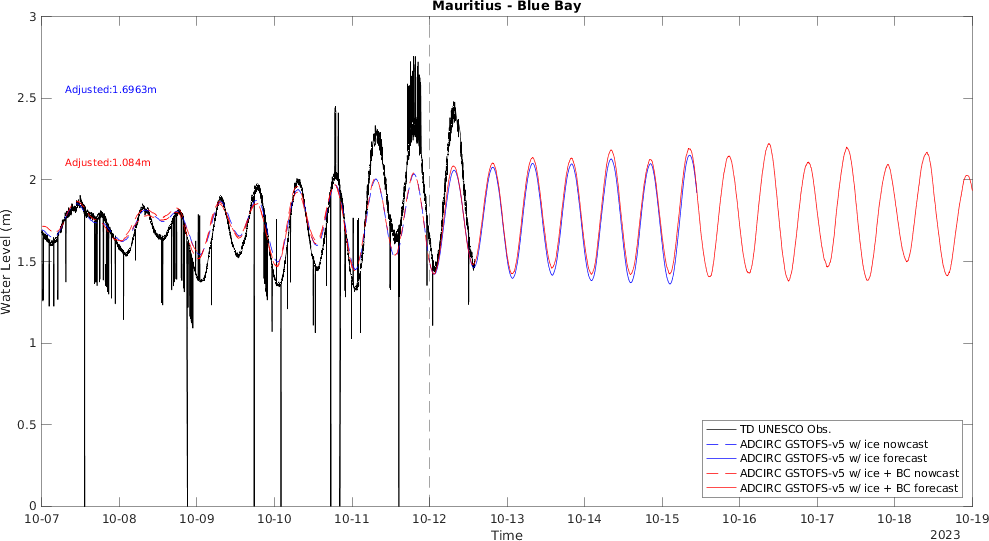 Mauritius - Blue Bay
3
2.5
2
1.5
1
0.5
0
Water Level (m)
Adjusted:1.6963m
Adjusted:1.084m
TD UNESCO Obs.
ADCIRC GSTOFS-v5 w/ ice nowcast
ADCIRC GSTOFS-v5 w/ ice forecast
ADCIRC GSTOFS-v5 w/ ice + BC nowcast
ADCIRC GSTOFS-v5 w/ ice + BC forecast
10-07 10-08 10-09 10-10 10-11 10-12 10-13 10-14 10-15 10-16 10-17 10-18 10-19
Time
2023